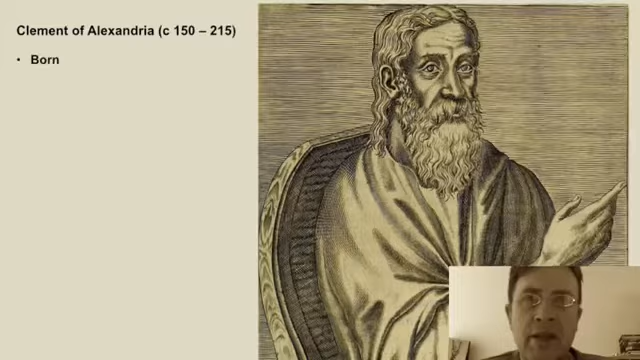 Clement of Alexandria (c 150 – 215)
• Born